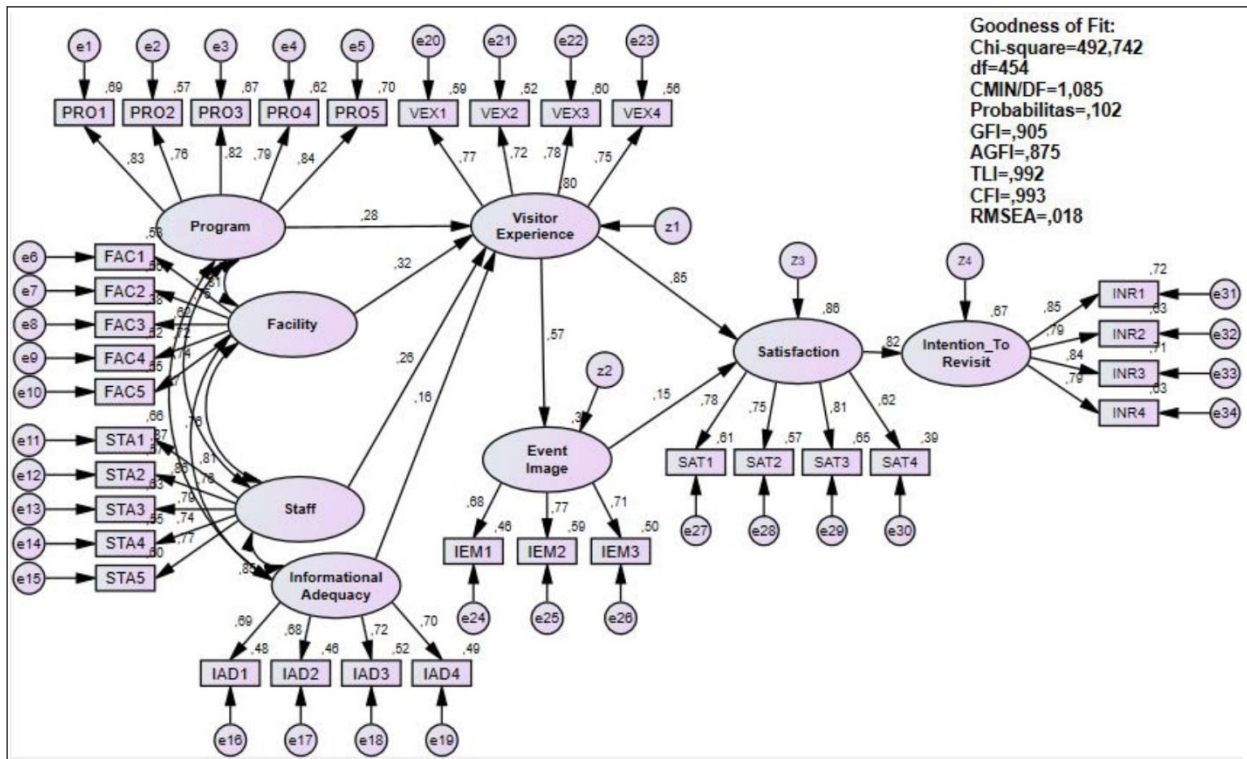 Goodness of Fit:
Chi-square=492,742
df=454
CMIN/DF=1,085
Probabilitas=,102
GFI=,905
AGFI=,875
TLI=,992
CFI=,993
RMSEA=,018
e1 e2 e3 e4 e5
,69 ,57 ,67 ,62 ,70
PRO1 PRO2 PRO3 PRO4 PRO5
,83 ,76 ,82 ,79 ,84
Program
e20 e21 e22 e23
,59 ,52 ,60 ,56
VEX1 VEX2 VEX3 VEX4
,77 ,72 ,78 ,75
,80
Visitor
Experience
z1
,28
,32
,26
,16
e6 FAC1
e7 FAC2
e8 FAC3
e9 FAC4
e10 FAC5
Facility
e11 STA1
e12 STA2
e13 STA3
e14 STA4
e15 STA5
,66
,81
,79
,74
,77
Staff
,85
Informational
Adequacy
,69 ,68 ,72 ,70
,48 ,46 ,52 ,49
IAD1 IAD2 IAD3 IAD4
e16 e17 e18 e19
,57
z2
Event
Image
,68 ,77 ,71
,46 ,59 ,50
IEM1 IEM2 IEM3
e24 e25 e26
,85
,15
Z3
,86
Satisfaction
,78 ,75 ,81 ,62
,61 ,57 ,65 ,39
SAT1 SAT2 SAT3 SAT4
e27 e28 e29 e30
,82
Z4
,67
Intention_To
Revisit
,85 ,79 ,84 ,79
,72
INR1 e31
,63
INR2 e32
,71
INR3 e33
,63
INR4 e34